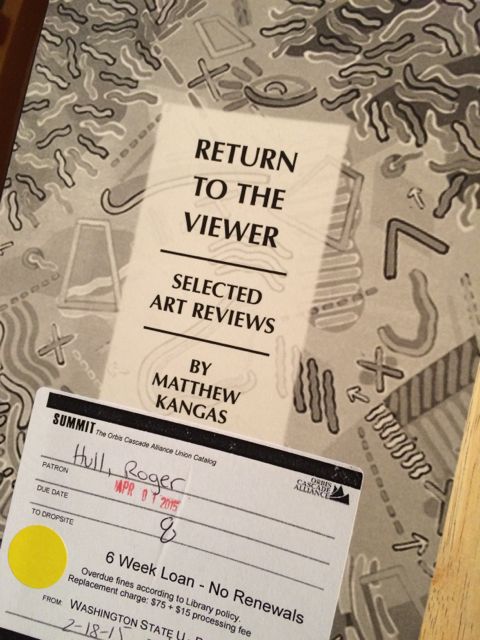 RETURN
TO THE
VIEWER
SELECTED
ART REVIEWS
BY
MATTHEW
KANGAS
SUMMIT The Orbis Cascade Alliance Union Catalog
ORBIS
CASCADE
ALLIANCE
PATRON Hull, Roger
DUE DATE APR 01 2015
TO DROPSITE 8
6 Week Loan - No Renewals
Overdue fines according to Library policy.
Replacement charge: $75 + $15 processing fee
FROM: WASHINGTON STATE U.
2-18-15